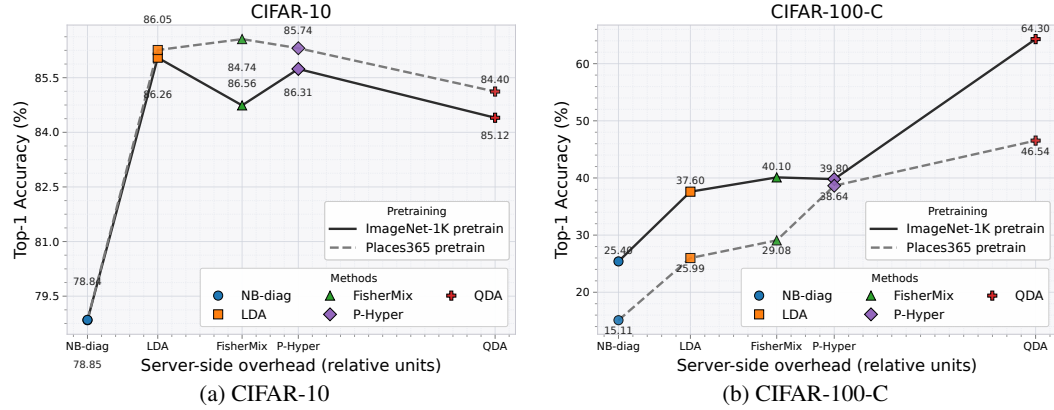 CIFAR-10
86.05
85.74
84.74
86.56
86.26
86.31
84.40
85.12
78.84
78.85
85.5
84.0
82.5
81.0
79.5
Top-1 Accuracy (%)
Pretraining
ImageNet-1K pretrain
Places365 pretrain
Methods
NB-diag
LDA
FisherMix
P-Hyper
QDA
NB-diag
LDA
FisherMix
P-Hyper
QDA
Server-side overhead (relative units)
(a) CIFAR-10
CIFAR-100-C
64.30
46.54
40.10
39.80
38.64
37.60
29.08
25.99
25.40
15.11
60
50
40
30
20
Top-1 Accuracy (%)
Pretraining
ImageNet-1K pretrain
Places365 pretrain
Methods
NB-diag
LDA
FisherMix
P-Hyper
QDA
NB-diag
LDA
FisherMix
P-Hyper
QDA
Server-side overhead (relative units)
(b) CIFAR-100-C